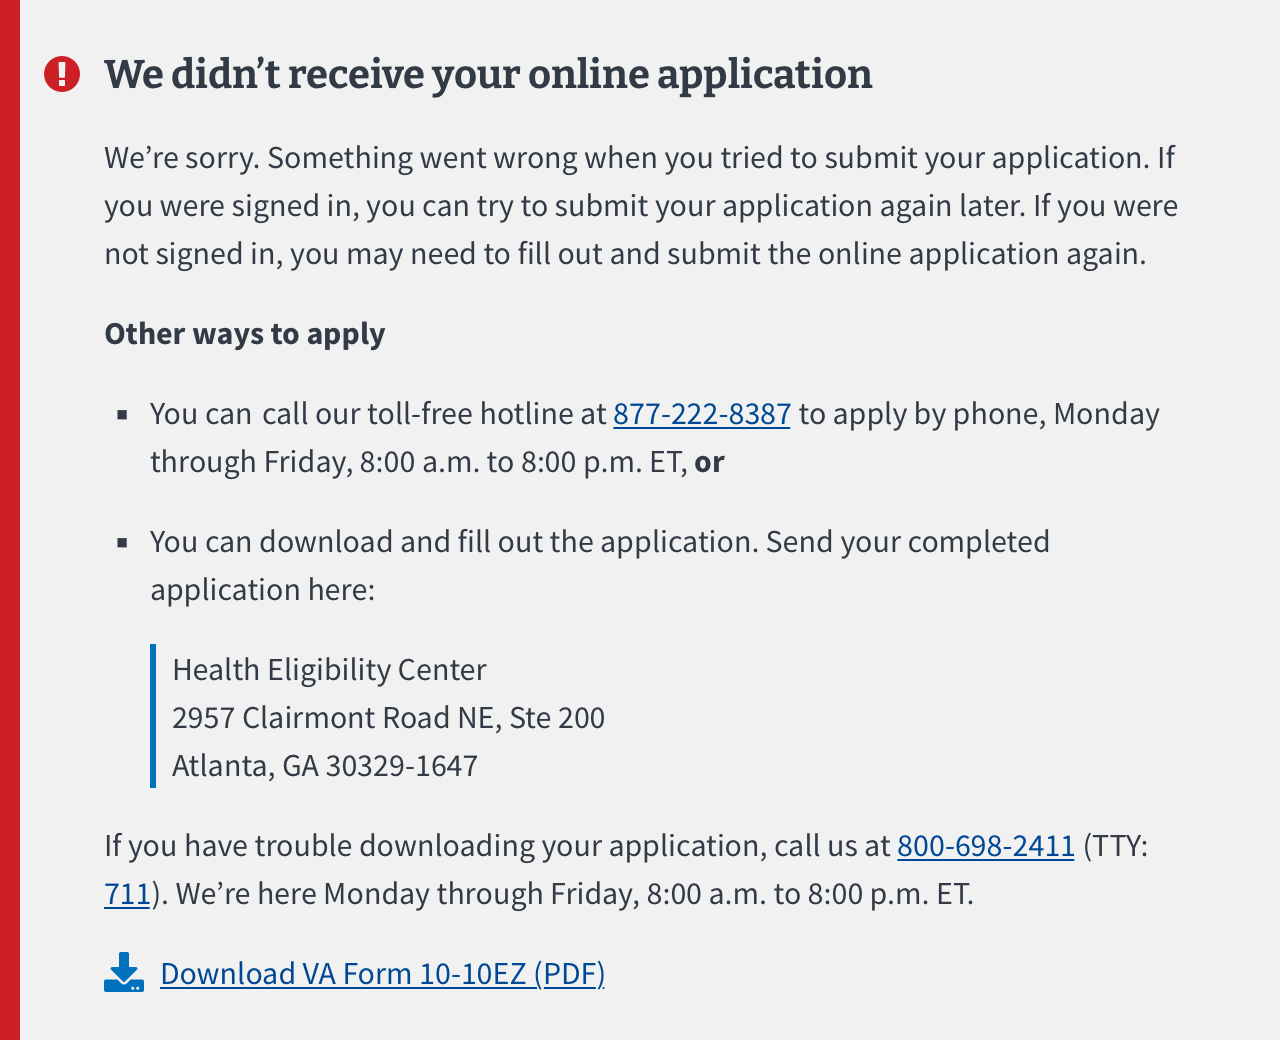 We didn’t receive your online application
We’re sorry. Something went wrong when you tried to submit your application. If
you were signed in, you can try to submit your application again later. If you were
not signed in, you may need to fill out and submit the online application again.
Other ways to apply
▪ You can call our toll-free hotline at 877-222-8387 to apply by phone, Monday
through Friday, 8:00 a.m. to 8:00 p.m. ET, or
▪ You can download and fill out the application. Send your completed
application here:
Health Eligibility Center
2957 Clairmont Road NE, Ste 200
Atlanta, GA 30329-1647
If you have trouble downloading your application, call us at 800-698-2411 (TTY:
711). We’re here Monday through Friday, 8:00 a.m. to 8:00 p.m. ET.
Download VA Form 10-10EZ (PDF)